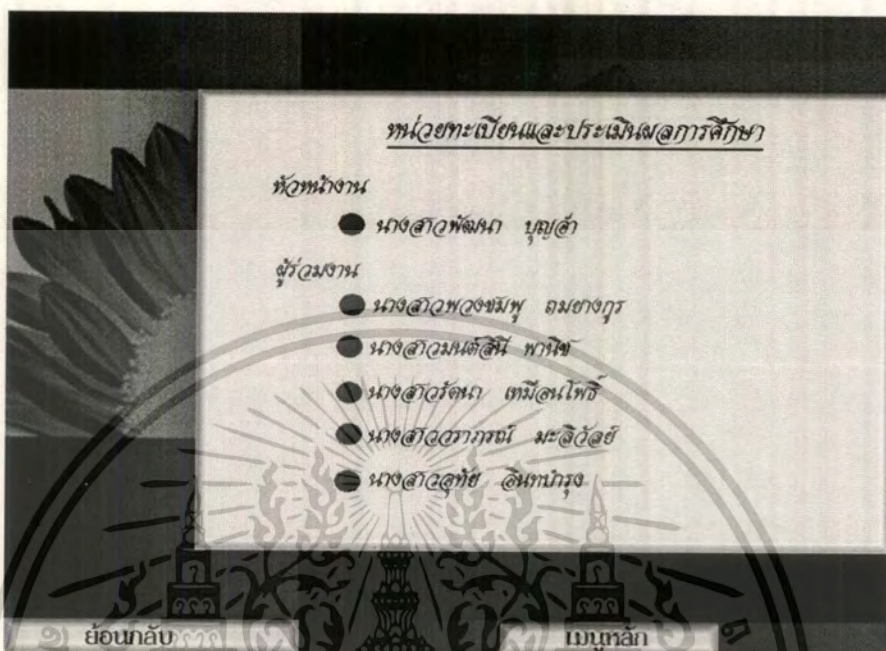 หน่วยทะเบียนและประเมินผลการศึกษา
หัวหน้างาน
นางสาวพัฒนา บุญล้ำ
ผู้ร่วมงาน
นางสาวพวงชมพู ถมยางกูร
นางสาวมนต์สินี พานิช
นางสาวรัตนา เหมือนโพธิ์
นางสาววราภรณ์ มะลิวัลย์
นางสาวอุทัย อินทบำรุง
ย้อนกลับ
เมนูหลัก